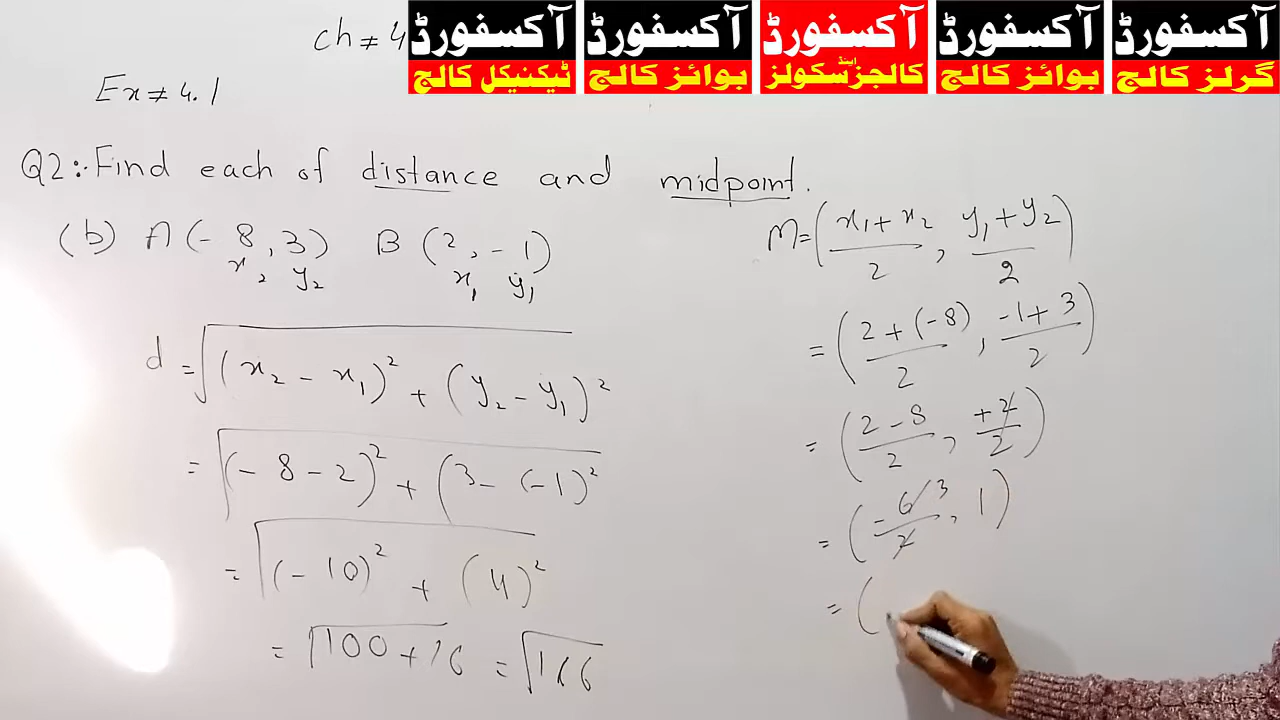 ch ≠ 4
آکسفورڈ ٹیکنیکل کالج
آکسفورڈ بوائز کالج
آکسفورڈ اینڈ کالجز سکولز
آکسفورڈ بوائز کالج
آکسفورڈ گرلز کالج
Ex ≠ 4.1
Q2:: Find each of distance and midpoint.
(b) A(-8,3) B(2,-1)
x₂ y₂ x₁ y₁
d = √(x₂ - x₁)² + (y₂ - y₁)²
= √(-8-2)² + (3-(-1)²
= √(-10)² + (4)²
= √100+16 = √116
M = (x₁+x₂/2, y₁+y₂/2)
= (2+(-8)/2, -1+3/2)
= (2-8/2, +2/2)
= (-6/2 3, 1)
= (